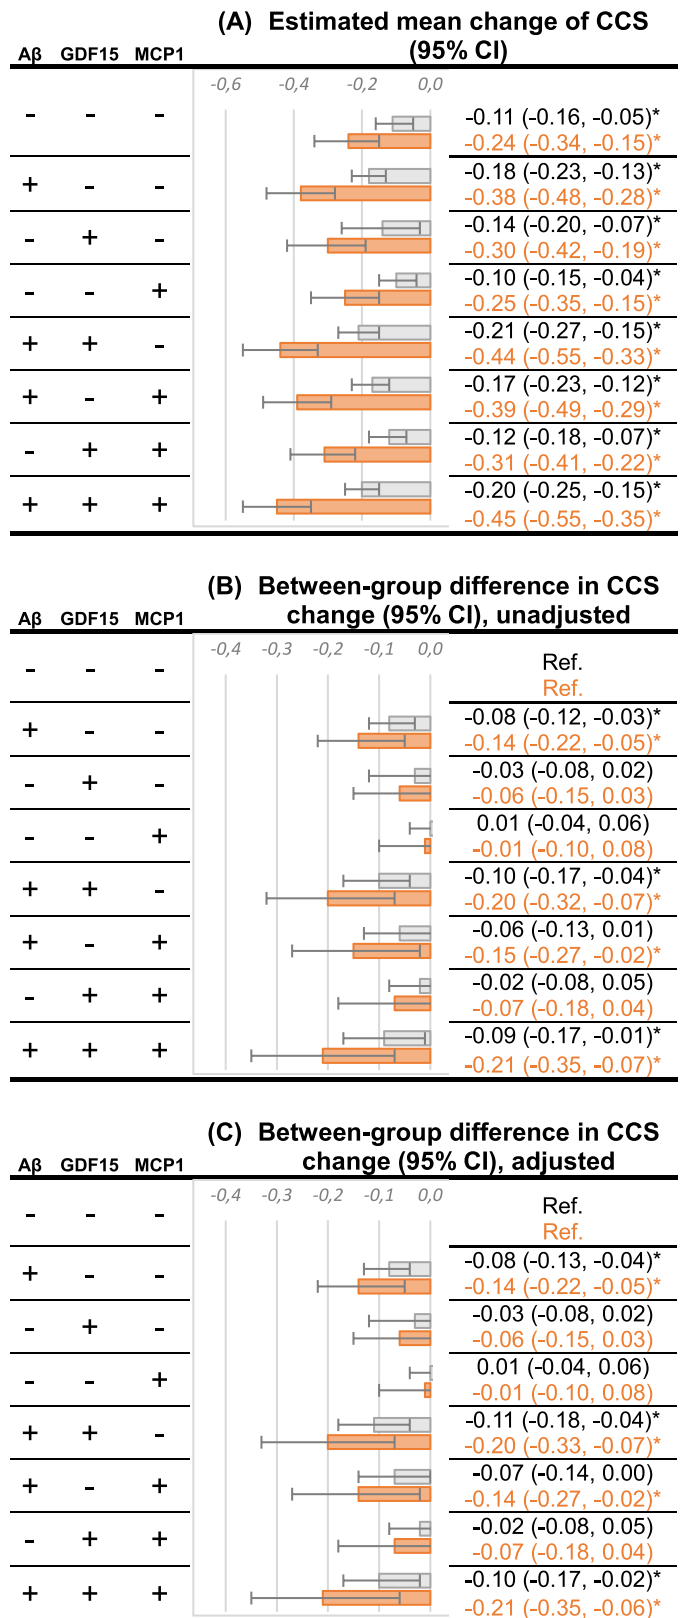 (A) Estimated mean change of CCS
(95% CI)
Aβ GDF15 MCP1
-0,6 -0,4 -0,2 0,0
- - - -0.11 (-0.16, -0.05)*
-0.24 (-0.34, -0.15)*
+ - - -0.18 (-0.23, -0.13)*
-0.38 (-0.48, -0.28)*
- + - -0.14 (-0.20, -0.07)*
-0.30 (-0.42, -0.19)*
- - + -0.10 (-0.15, -0.04)*
-0.25 (-0.35, -0.15)*
+ + - -0.21 (-0.27, -0.15)*
-0.44 (-0.55, -0.33)*
+ - + -0.17 (-0.23, -0.12)*
-0.39 (-0.49, -0.29)*
- + + -0.12 (-0.18, -0.07)*
-0.31 (-0.41, -0.22)*
+ + + -0.20 (-0.25, -0.15)*
-0.45 (-0.55, -0.35)*
(B) Between-group difference in CCS
change (95% CI), unadjusted
Aβ GDF15 MCP1
-0,4 -0,3 -0,2 -0,1 0,0
- - - Ref.
Ref.
+ - - -0.08 (-0.12, -0.03)*
-0.14 (-0.22, -0.05)*
- + - -0.03 (-0.08, 0.02)
-0.06 (-0.15, 0.03)
- - + 0.01 (-0.04, 0.06)
-0.01 (-0.10, 0.08)
+ + - -0.10 (-0.17, -0.04)*
-0.20 (-0.32, -0.07)*
+ - + -0.06 (-0.13, 0.01)
-0.15 (-0.27, -0.02)*
- + + -0.02 (-0.08, 0.05)
-0.07 (-0.18, 0.04)
+ + + -0.09 (-0.17, -0.01)*
-0.21 (-0.35, -0.07)*
(C) Between-group difference in CCS
change (95% CI), adjusted
Aβ GDF15 MCP1
-0,4 -0,3 -0,2 -0,1 0,0
- - - Ref.
Ref.
+ - - -0.08 (-0.13, -0.04)*
-0.14 (-0.22, -0.05)*
- + - -0.03 (-0.08, 0.02)
-0.06 (-0.15, 0.03)
- - + 0.01 (-0.04, 0.06)
-0.01 (-0.10, 0.08)
+ + - -0.11 (-0.18, -0.04)*
-0.20 (-0.33, -0.07)*
+ - + -0.07 (-0.14, 0.00)
-0.14 (-0.27, -0.02)*
- + + -0.02 (-0.08, 0.05)
-0.07 (-0.18, 0.04)
+ + + -0.10 (-0.17, -0.02)*
-0.21 (-0.35, -0.06)*